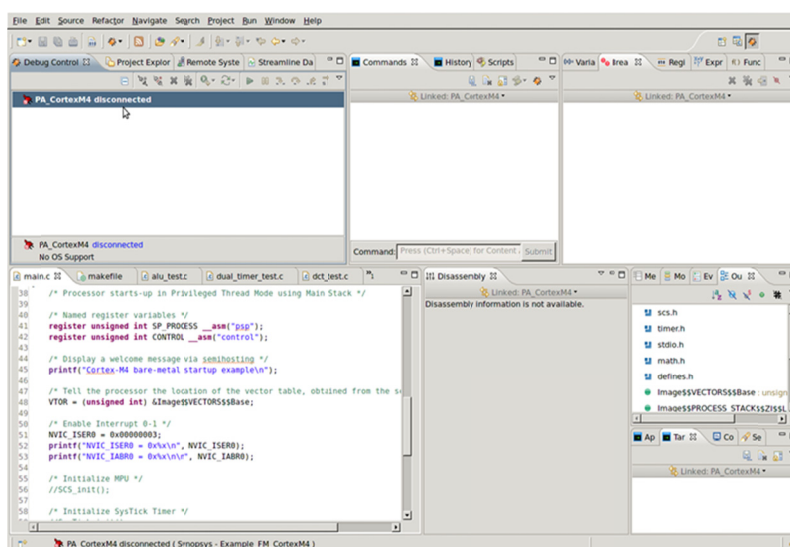 File Edit Source Refactor Navigate Search Project Run Window Help
Debug Control Project Explor Remote Syste Streamline Da
PA_CortexM4 disconnected
PA_CortexM4 disconnected
No OS Support
Commands Histor Scripts
Linked: PA_CortexM4
Command: Press (Ctrl+Space for Content Submit
Varia Brea Regi Expr Func
Linked: PA_CortexM4
main.c makefile alu_test.c dual_timer_test.c dct_test.c
38 /* Processor starts-up in Privileged Thread Mode using Main Stack */
39
40 /* Named register variables */
41 register unsigned int SP_PROCESS __asm("psp");
42 register unsigned int CONTROL __asm("control");
43
44 /* Display a welcome message via semihosting */
45 printf("Cortex-M4 bare-metal startup example\n");
46
47 /* Tell the processor the location of the vector table, obtained from the s
48 VTOR = (unsigned int) &Image$$VECTORS$$Base;
49
50 /* Enable Interrupt 0-1 */
51 NVIC_ISER0 = 0x00000003;
52 printf("NVIC_ISER0 = 0x%x\n", NVIC_ISER0);
53 printf("NVIC_IABR0 = 0x%x\n\r", NVIC_IABR0);
54
55 /* Initialize MPU */
56 //SCS_init();
57
58 /* Initialize SysTick Timer */
Disassembly
Linked: PA_CortexM4
Disassembly information is not available.
Me Mo Ev Ou
scs.h
timer.h
stdio.h
math.h
defines.h
Image$$VECTORS$$Base : unsign
Image$$PROCESS_STACK$$ZI$$L
Ap Tar Co Se
Linked: PA_CortexM4
PA_CortexM4 disconnected ( Synopsys - Example_FM_CortexM4 )